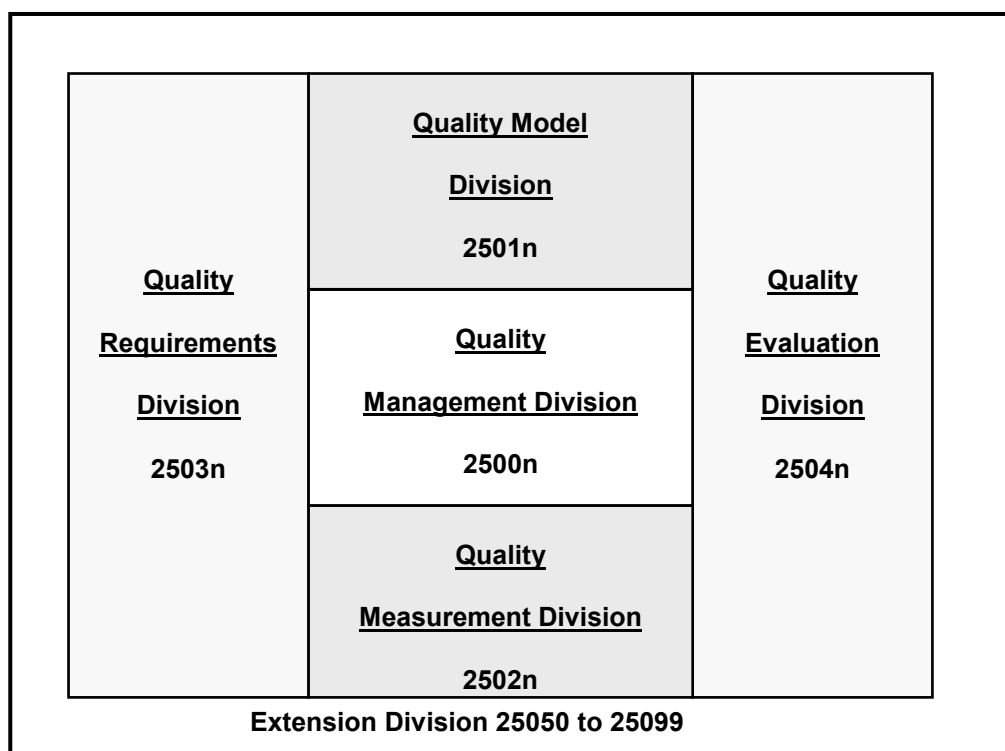 Quality
Requirements
Division
2503n
Quality Model
Division
2501n
Quality
Management Division
2500n
Quality
Measurement Division
2502n
Quality
Evaluation
Division
2504n
Extension Division 25050 to 25099